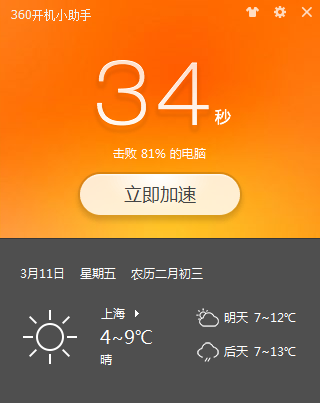 360开机小助手
34秒
击败 81% 的电脑
立即加速
3月11日 星期五 农历二月初三
上海
4~9℃
晴
明天 7~12℃
后天 7~13℃